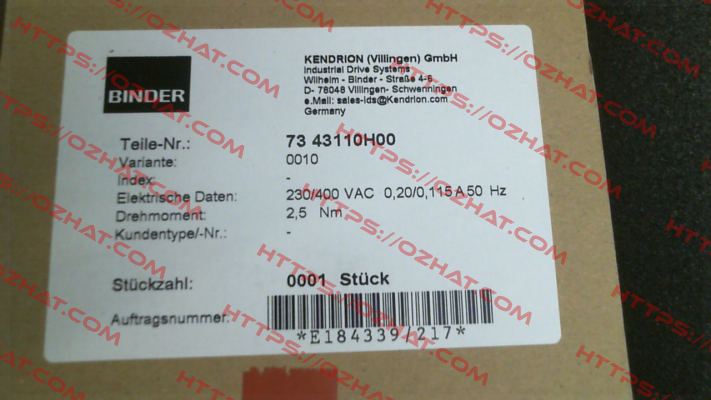 BINDER
KENDRION (Villingen) GmbH
Industrial Drive Systems
Wilhelm - Binder - Straße 4-6
D- 78048 Villingen- Schwenningen
e.Mail: sales-ids@Kendrion.com
Germany
Teile-Nr.: 73 43110H00
Variante: 0010
Index: -
Elektrische Daten: 230/400 VAC 0,20/0,115A 50 Hz
Drehmoment: 2,5 Nm
Kundentype/-Nr.: -
Stückzahl: 0001 Stück
Auftragsnummer:
*E184339/217*
HTTPS://OZHAT.COM